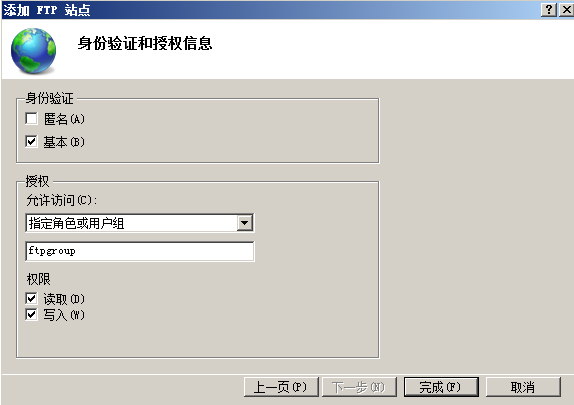 添加 FTP 站点
身份验证和授权信息
身份验证
匿名(A)
基本(B)
授权
允许访问(C):
指定角色或用户组
ftpgroup
权限
读取(D)
写入(W)
上一页(P) 下一步(N) 完成(F) 取消